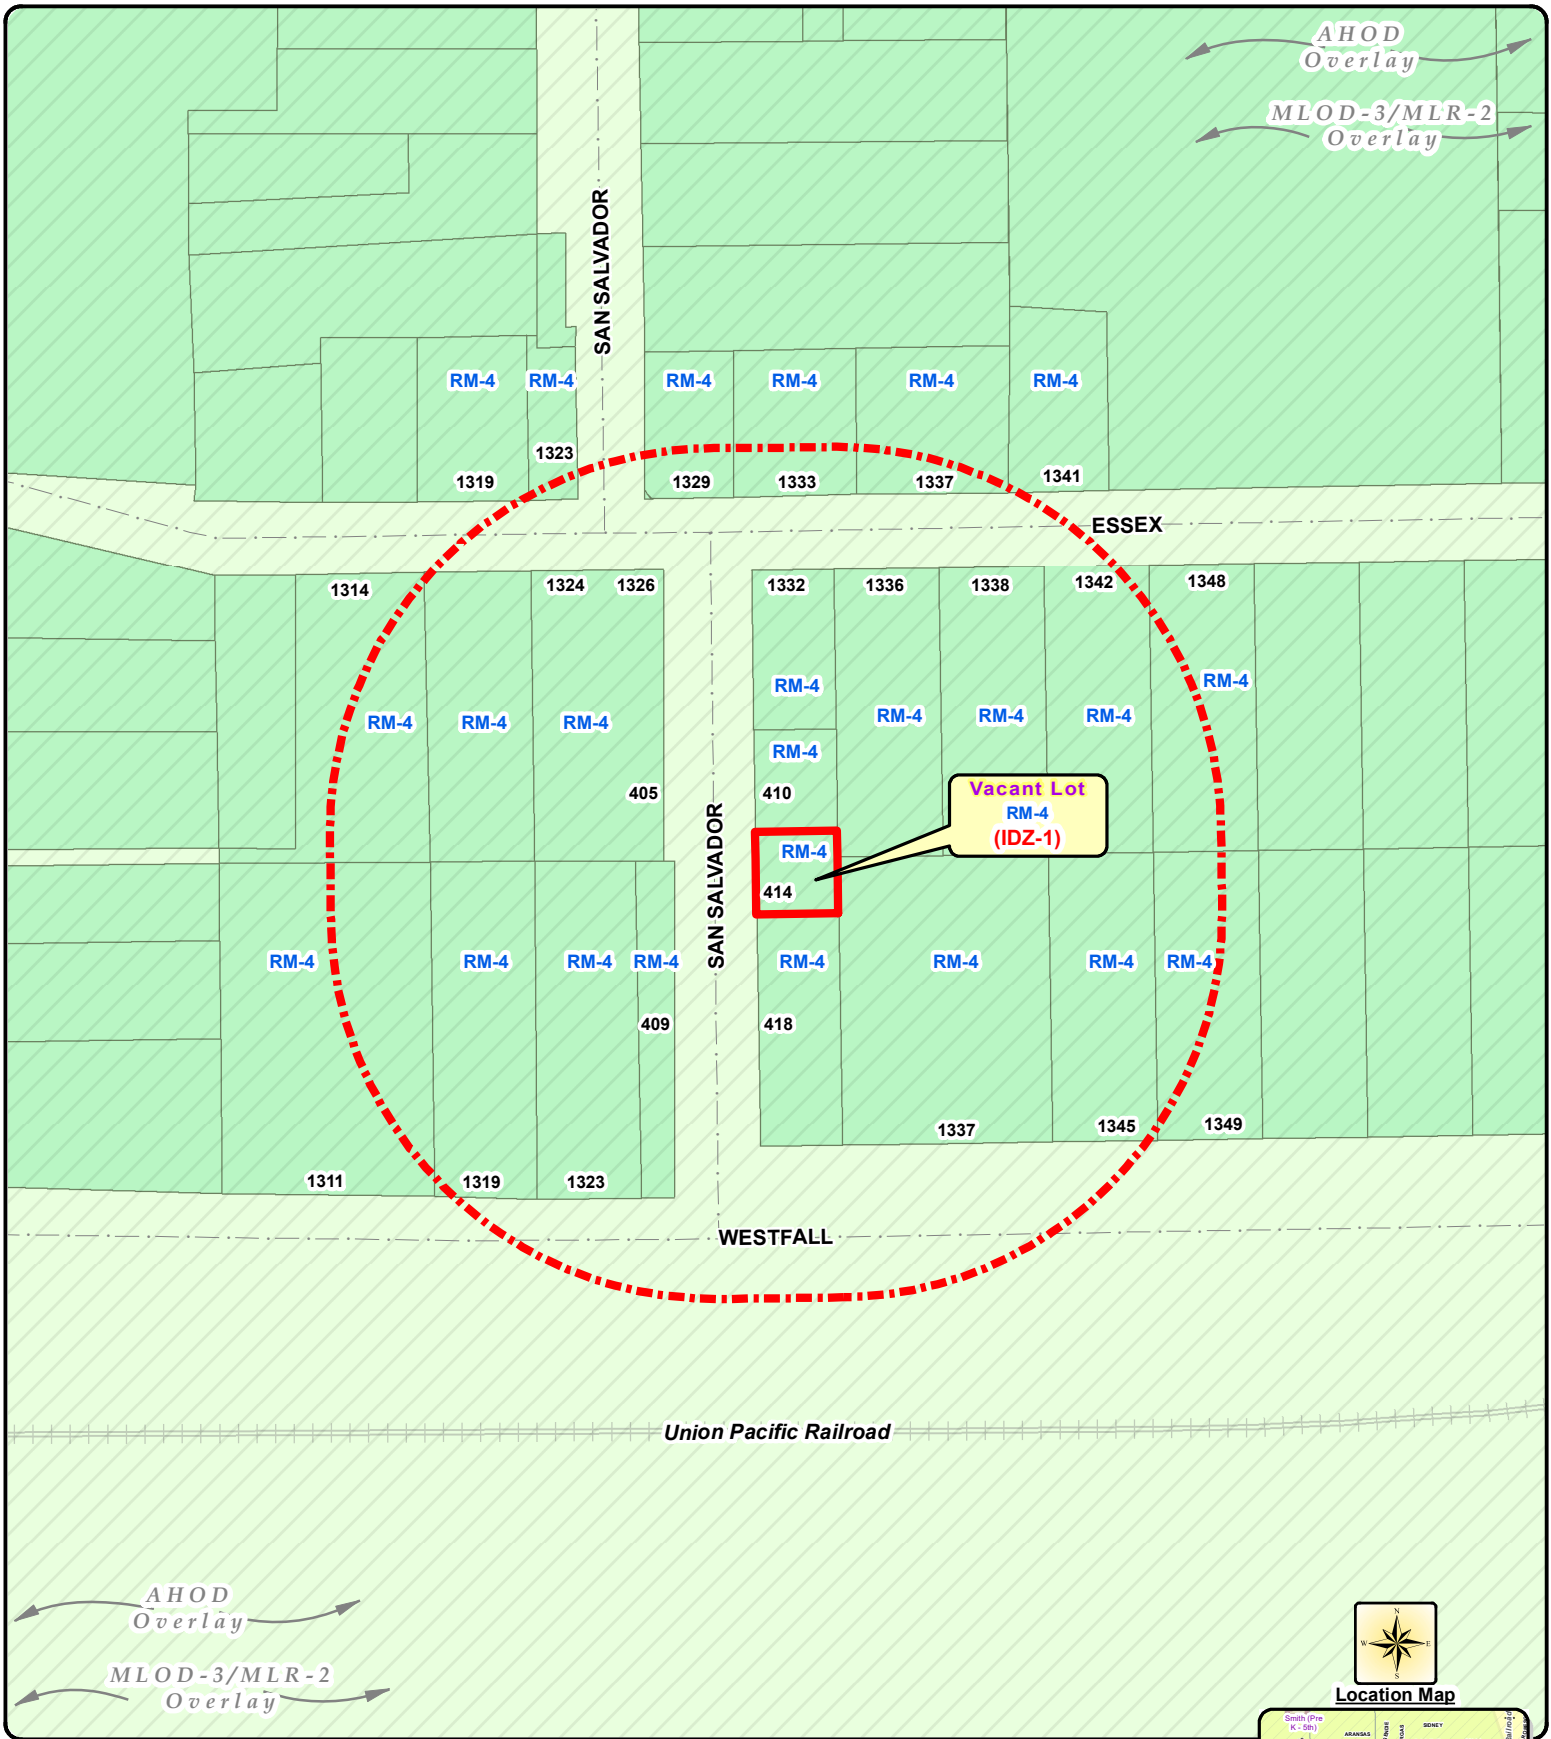 AHOD
Overlay
MLOD-3/MLR-2
Overlay
SAN SALVADOR
RM-4
RM-4
RM-4
RM-4
RM-4
RM-4
1319
1323
1329
1333
1337
1341
ESSEX
1314
1324
1326
1332
1336
1338
1342
1348
RM-4
RM-4
RM-4
RM-4
RM-4
RM-4
RM-4
RM-4
RM-4
405
410
Vacant Lot
RM-4
(IDZ-1)
SAN SALVADOR
RM-4
414
RM-4
RM-4
RM-4
RM-4
RM-4
RM-4
RM-4
RM-4
409
418
1337
1345
1349
1311
1319
1323
WESTFALL
Union Pacific Railroad
AHOD
Overlay
MLOD-3/MLR-2
Overlay
N
W
E
S
Location Map
Smith (Pre
K - 5th)
ARANSAS
SIDNEY